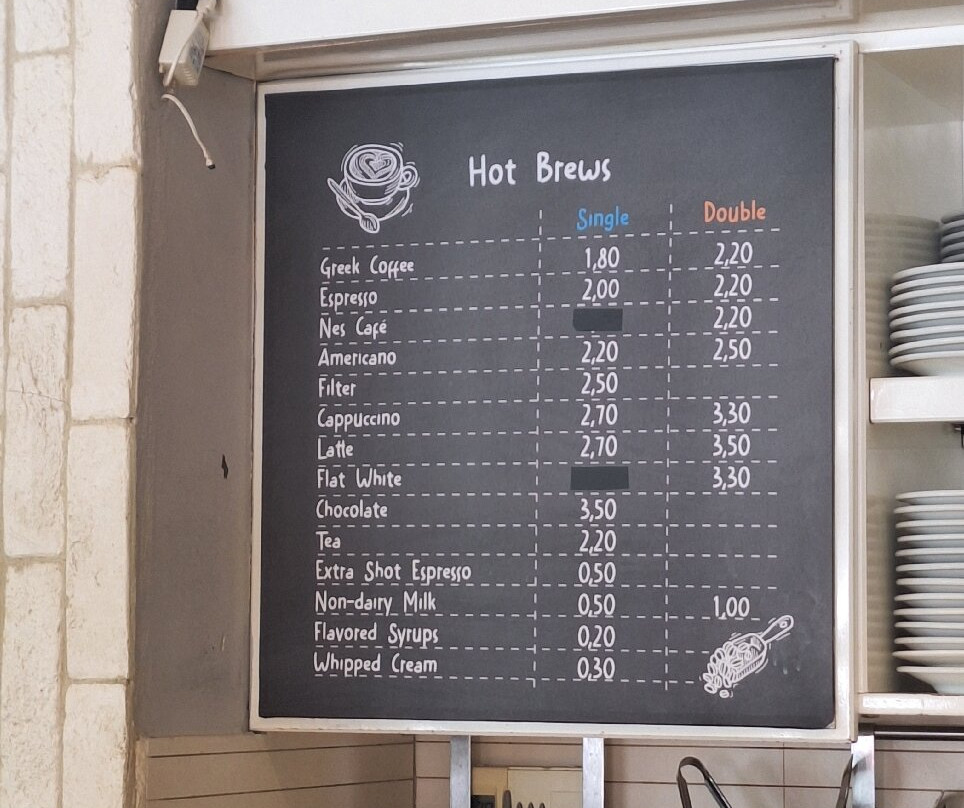 Hot Brews
Single Double
Greek Coffee 1,80 2,20
Espresso 2,00 2,20
Nes Café 2,20
Americano 2,20 2,50
Filter 2,50
Cappuccino 2,70 3,30
Latte 2,70 3,50
Flat White 3,30
Chocolate 3,50
Tea 2,20
Extra Shot Espresso 0,50
Non-dairy Milk 0,50 1,00
Flavored Syrups 0,20
Whipped Cream 0,30